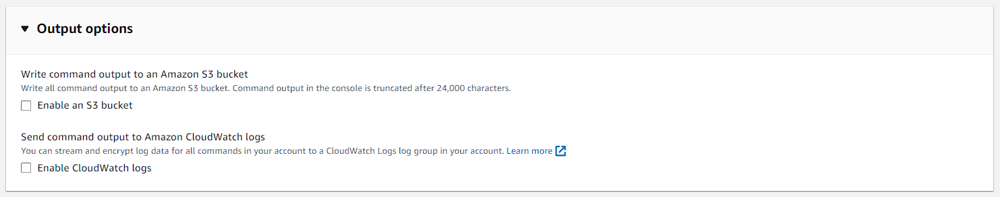 Output options
Write command output to an Amazon S3 bucket
Write all command output to an Amazon S3 bucket. Command output in the console is truncated after 24,000 characters.
Enable an S3 bucket
Send command output to Amazon CloudWatch logs
You can stream and encrypt log data for all commands in your account to a CloudWatch Logs log group in your account. Learn more
Enable CloudWatch logs